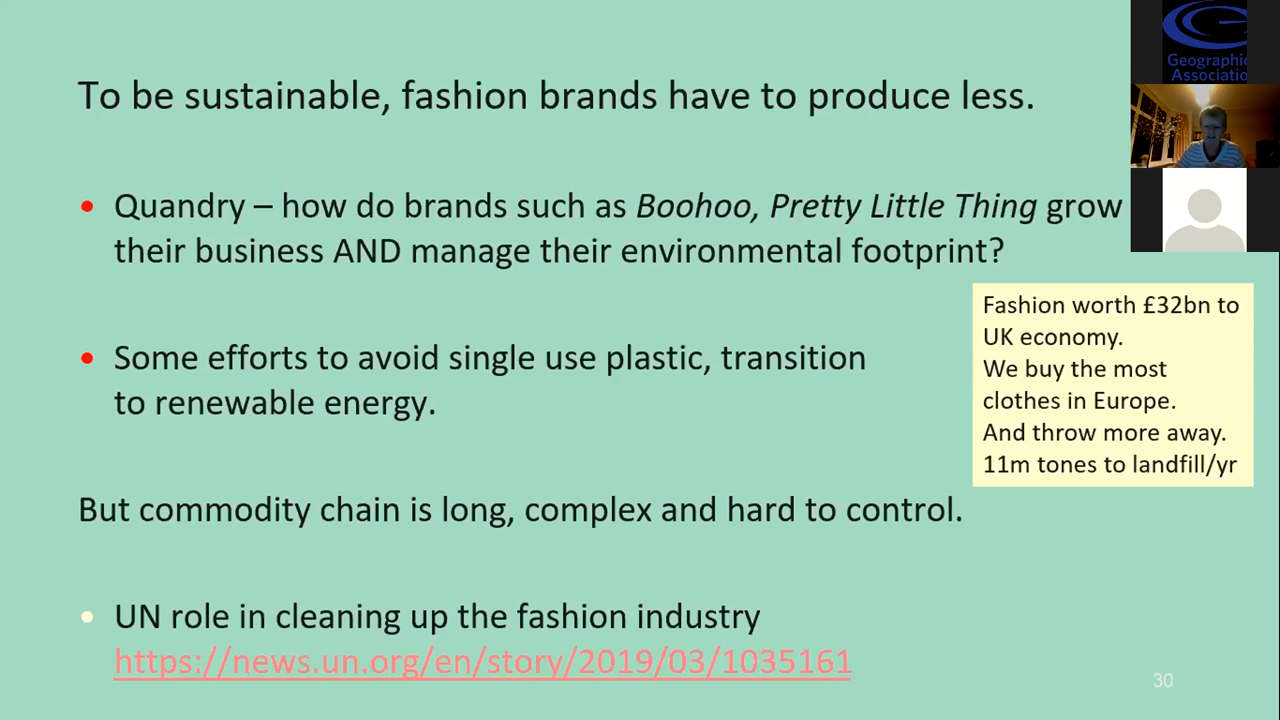 To be sustainable, fashion brands have to produce less.
• Quandry – how do brands such as Boohoo, Pretty Little Thing grow
their business AND manage their environmental footprint?
• Some efforts to avoid single use plastic, transition
to renewable energy.
But commodity chain is long, complex and hard to control.
• UN role in cleaning up the fashion industry
https://news.un.org/en/story/2019/03/1035161
Fashion worth £32bn to
UK economy.
We buy the most
clothes in Europe.
And throw more away.
11m tones to landfill/yr
Geographic
Associatio
30